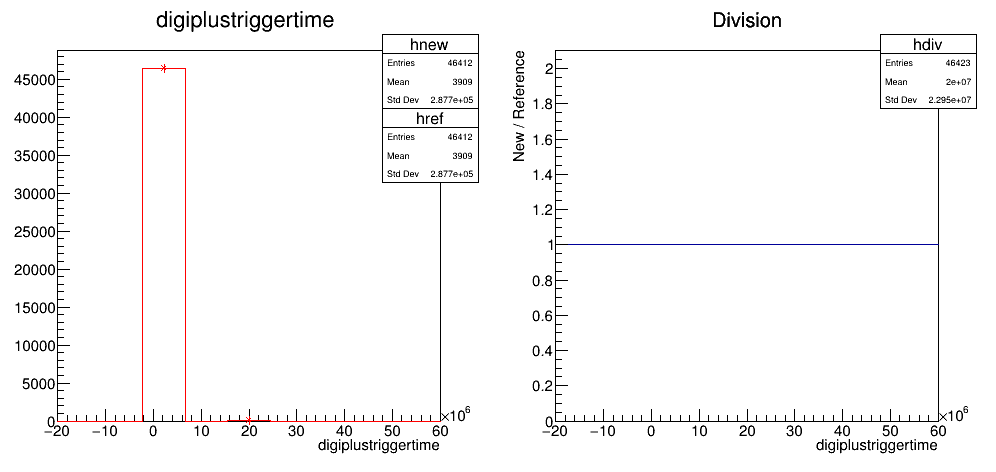 digiplustriggertime
hnew
Entries 46412
Mean 3909
Std Dev 2.877e+05
href
Entries 46412
Mean 3909
Std Dev 2.877e+05
45000
40000
35000
30000
25000
20000
15000
10000
5000
0
−20 −10 0 10 20 30 40 50 60
×10⁶
digiplustriggertime
Division
hdiv
Entries 46423
Mean 2e+07
Std Dev 2.295e+07
New / Reference
2
1.8
1.6
1.4
1.2
1
0.8
0.6
0.4
0.2
0
−20 −10 0 10 20 30 40 50 60
×10⁶
digiplustriggertime